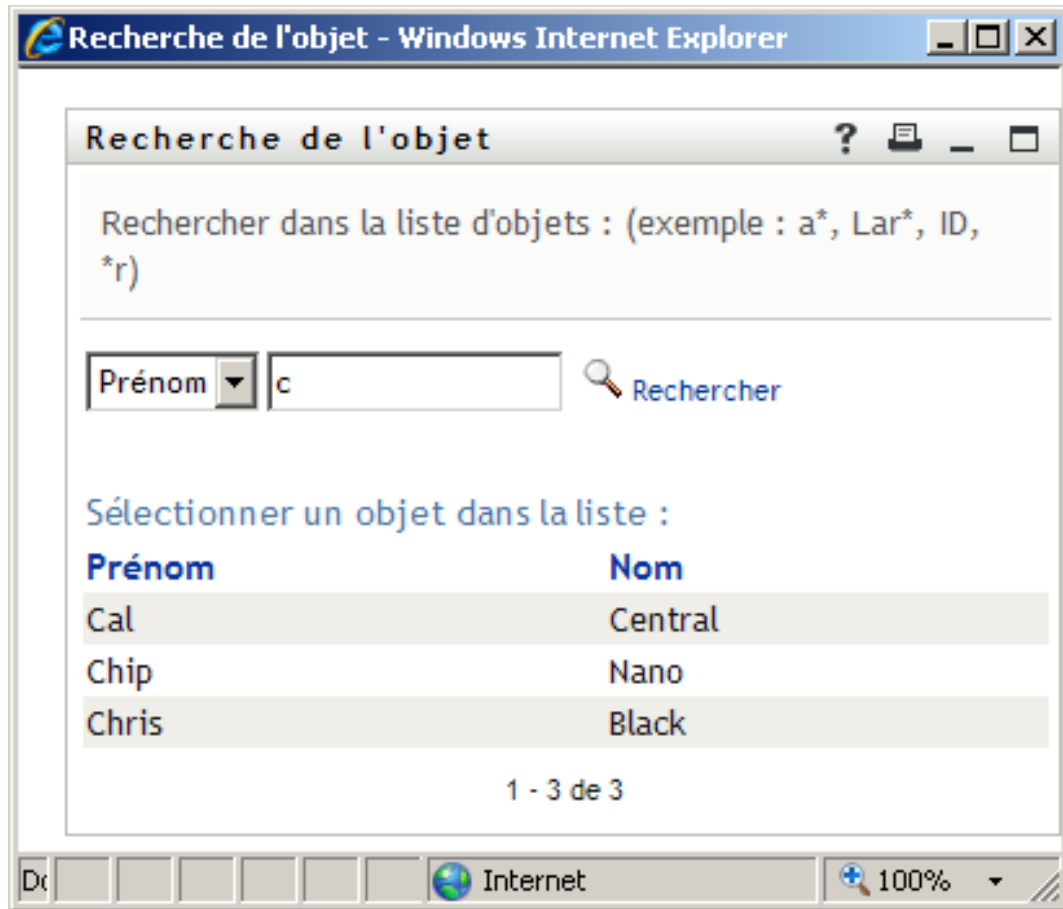 Recherche de l'objet - Windows Internet Explorer
Recherche de l'objet ?
Rechercher dans la liste d'objets : (exemple : a*, Lar*, ID,
*r)
Prénom c Rechercher
Sélectionner un objet dans la liste :
Prénom Nom
Cal Central
Chip Nano
Chris Black
1 - 3 de 3
Internet 100%